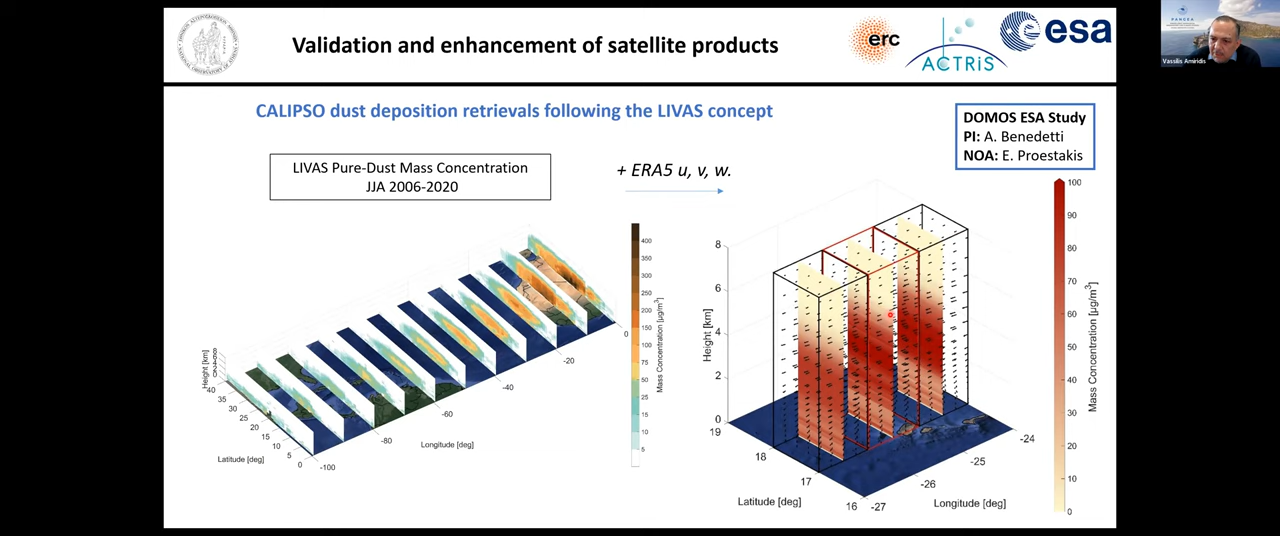 Validation and enhancement of satellite products
erc
ACTRiS
esa
PANGEA
Vassilis Amiridis
CALIPSO dust deposition retrievals following the LIVAS concept
DOMOS ESA Study
PI: A. Benedetti
NOA: E. Proestakis
LIVAS Pure-Dust Mass Concentration
JJA 2006-2020
+ ERA5 u, v, w.
Height [km]
8
0
40
35
30
25
20
15
10
5
0
Latitude [deg]
-100
-80
-60
-40
-20
0
Longitude [deg]
400
350
300
250
200
150
100
75
50
25
15
10
5
Mass Concentration [μg/m³]
8
6
4
2
0
Height [km]
19
18
17
16
Latitude [deg]
-27
-26
-25
-24
Longitude [deg]
100
90
80
70
60
50
40
30
20
10
0
Mass Concentration [μg/m³]